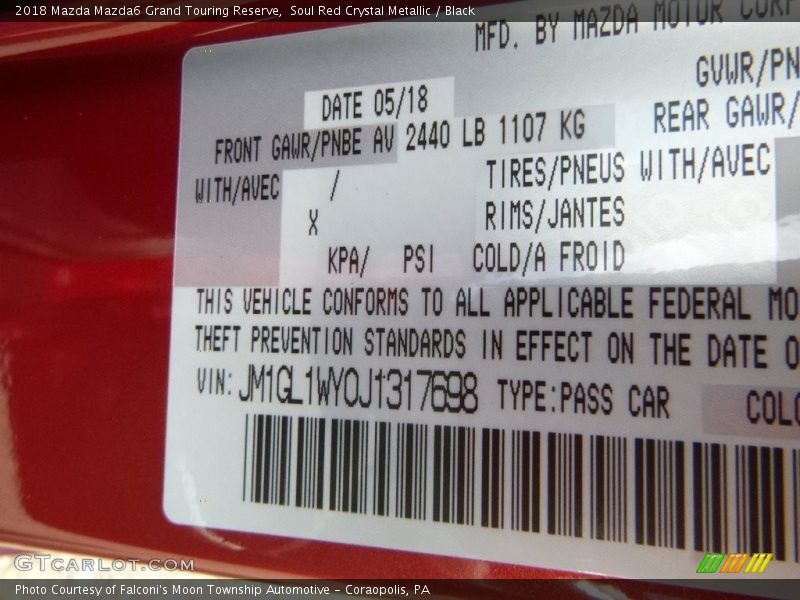 2018 Mazda Mazda6 Grand Touring Reserve, Soul Red Crystal Metallic / Black
MFD. BY MAZDA MOTOR CORP
GVWR/PN
DATE 05/18
FRONT GAWR/PNBE AV 2440 LB 1107 KG REAR GAWR/
WITH/AVEC / TIRES/PNEUS WITH/AVEC
X RIMS/JANTES
KPA/ PSI COLD/A FROID
THIS VEHICLE CONFORMS TO ALL APPLICABLE FEDERAL MO
THEFT PREVENTION STANDARDS IN EFFECT ON THE DATE O
VIN: JM1GL1WY0J1317698 TYPE:PASS CAR COLO
GTCARLOT.COM
Photo Courtesy of Falconi's Moon Township Automotive – Coraopolis, PA